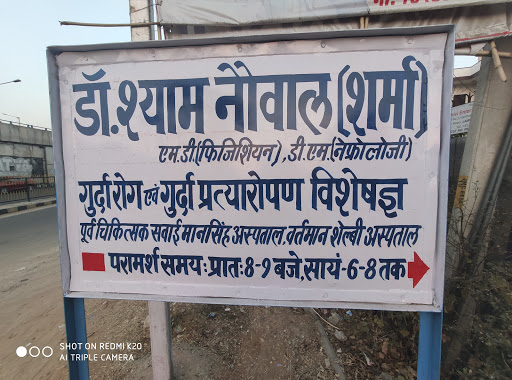 डॉ.श्याम नौवाल(शर्मा)
एम.डी(फिजिशियन),डी.एम.(नेफ्रोलोजी)
गुर्दा रोग एवं गुर्दा प्रत्यारोपण विशेषज्ञ
पूर्व चिकित्सक सवाई मानसिंह अस्पताल,वर्तमान शेल्बी अस्पताल
परामर्श समय:प्रातः8-9 बजे,सायं-6-8 तक
SHOT ON REDMI K20
AI TRIPLE CAMERA